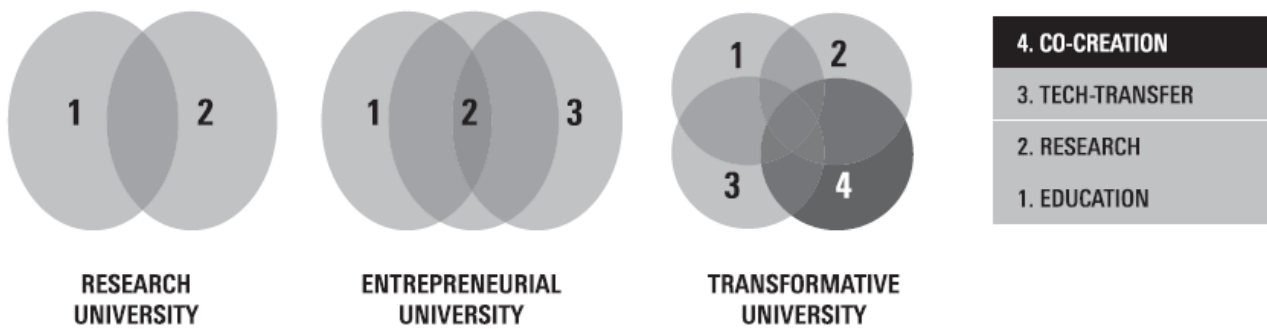 1
2
1
2
3
1
2
3
4
4. CO-CREATION
3. TECH-TRANSFER
2. RESEARCH
1. EDUCATION
RESEARCH
UNIVERSITY
ENTREPRENEURIAL
UNIVERSITY
TRANSFORMATIVE
UNIVERSITY